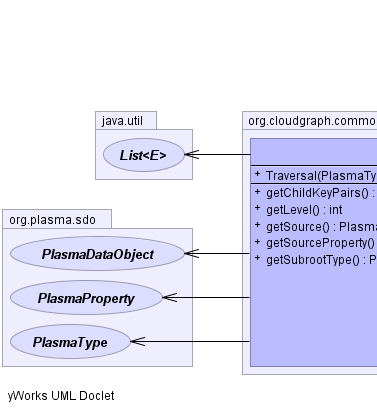 java.util
List<E>
org.plasma.sdo
PlasmaDataObject
PlasmaProperty
PlasmaType
org.cloudgraph.commo
+ Traversal(PlasmaTy
+ getChildKeyPairs() :
+ getLevel() : int
+ getSource() : Plasm
+ getSourceProperty()
+ getSubrootType() : P
yWorks UML Doclet